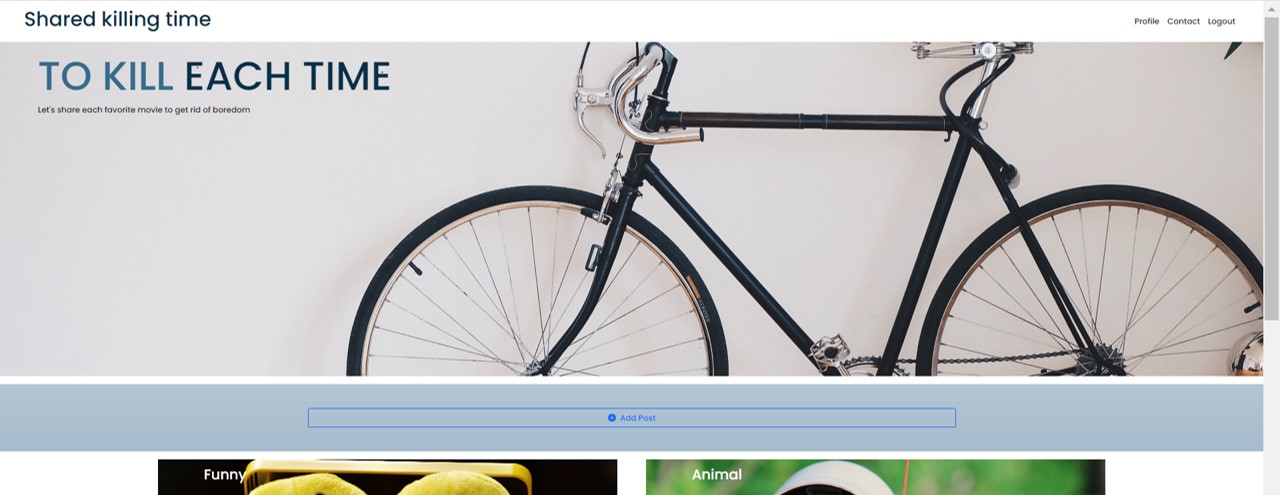 Shared killing time
Profile Contact Logout
TO KILL EACH TIME
Let's share each favorite movie to get rid of boredom
Add Post
Funny
Animal